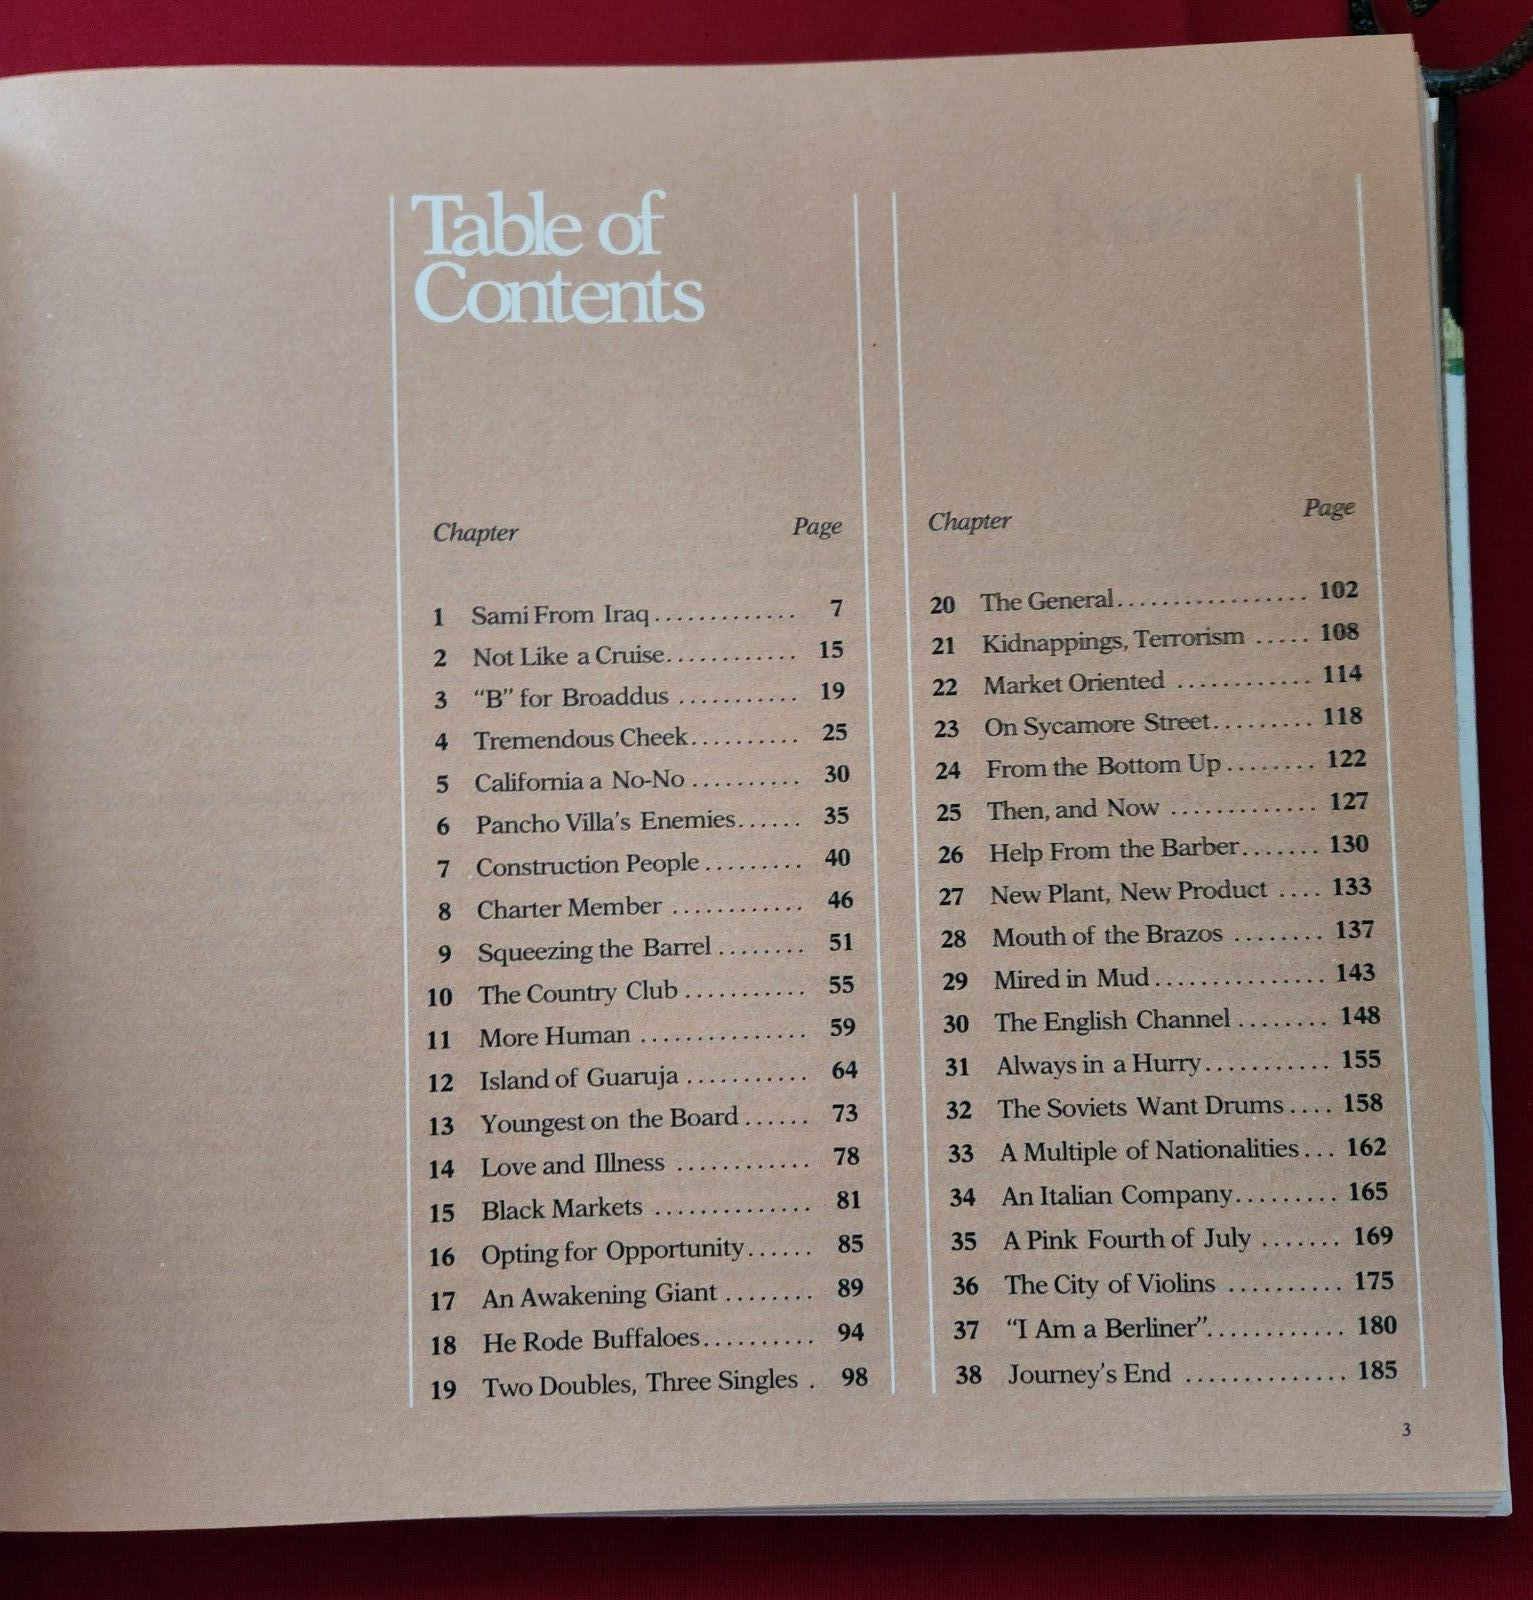 Table of
Contents
Chapter Page
1 Sami From Iraq............. 7
2 Not Like a Cruise............ 15
3 "B" for Broaddus ........... 19
4 Tremendous Cheek.......... 25
5 California a No-No .......... 30
6 Pancho Villa's Enemies...... 35
7 Construction People......... 40
8 Charter Member ............ 46
9 Squeezing the Barrel........ 51
10 The Country Club........... 55
11 More Human ............... 59
12 Island of Guaruja........... 64
13 Youngest on the Board...... 73
14 Love and Illness ............ 78
15 Black Markets .............. 81
16 Opting for Opportunity...... 85
17 An Awakening Giant ........ 89
18 He Rode Buffaloes.......... 94
19 Two Doubles, Three Singles . 98
Chapter Page
20 The General................. 102
21 Kidnappings, Terrorism ..... 108
22 Market Oriented ............ 114
23 On Sycamore Street......... 118
24 From the Bottom Up........ 122
25 Then, and Now ............. 127
26 Help From the Barber....... 130
27 New Plant, New Product .... 133
28 Mouth of the Brazos ........ 137
29 Mired in Mud............... 143
30 The English Channel........ 148
31 Always in a Hurry........... 155
32 The Soviets Want Drums.... 158
33 A Multiple of Nationalities... 162
34 An Italian Company......... 165
35 A Pink Fourth of July ....... 169
36 The City of Violins .......... 175
37 "I Am a Berliner"............ 180
38 Journey's End .............. 185
3